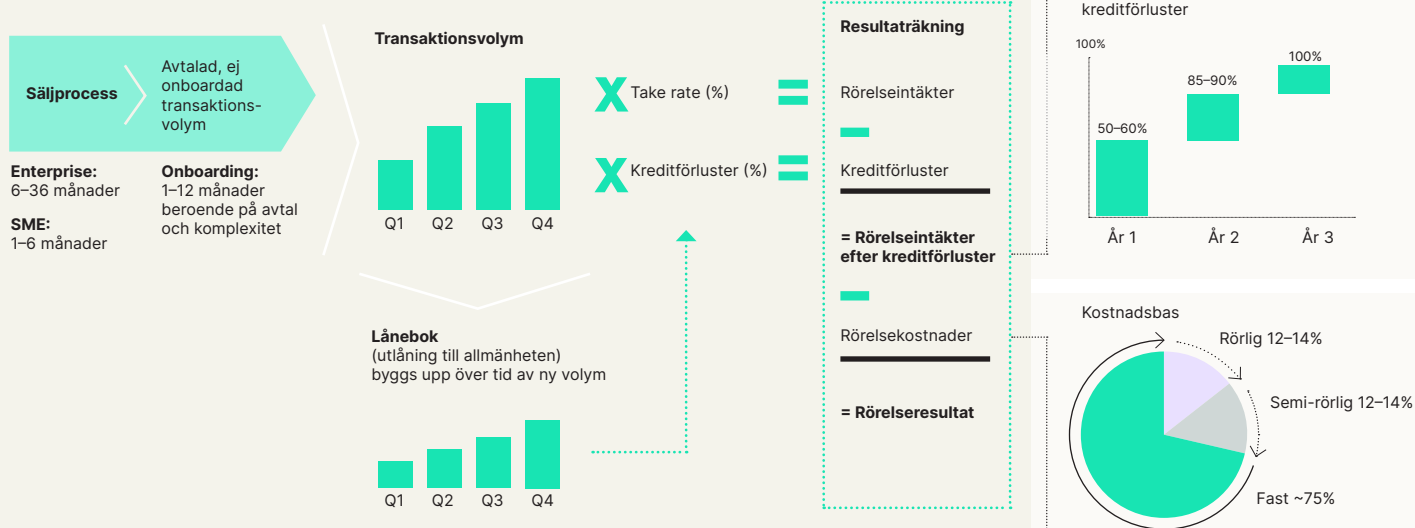 Säljprocess
Avtalad, ej
onboardad
transaktions-
volym
Enterprise:
6–36 månader
SME:
1–6 månader
Onboarding:
1–12 månader
beroende på avtal
och komplexitet
Transaktionsvolym
Q1 Q2 Q3 Q4
Lånebok
(utlåning till allmänheten)
byggs upp över tid av ny volym
Q1 Q2 Q3 Q4
X Take rate (%) =
X Kreditförluster (%) =
Resultaträkning
Rörelseintäkter
Kreditförluster
= Rörelseintäkter
efter kreditförluster
Rörelsekostnader
= Rörelseresultat
kreditförluster
100%
50–60%
85–90%
100%
År 1 År 2 År 3
Kostnadsbas
Rörlig 12–14%
Semi-rörlig 12–14%
Fast ~75%